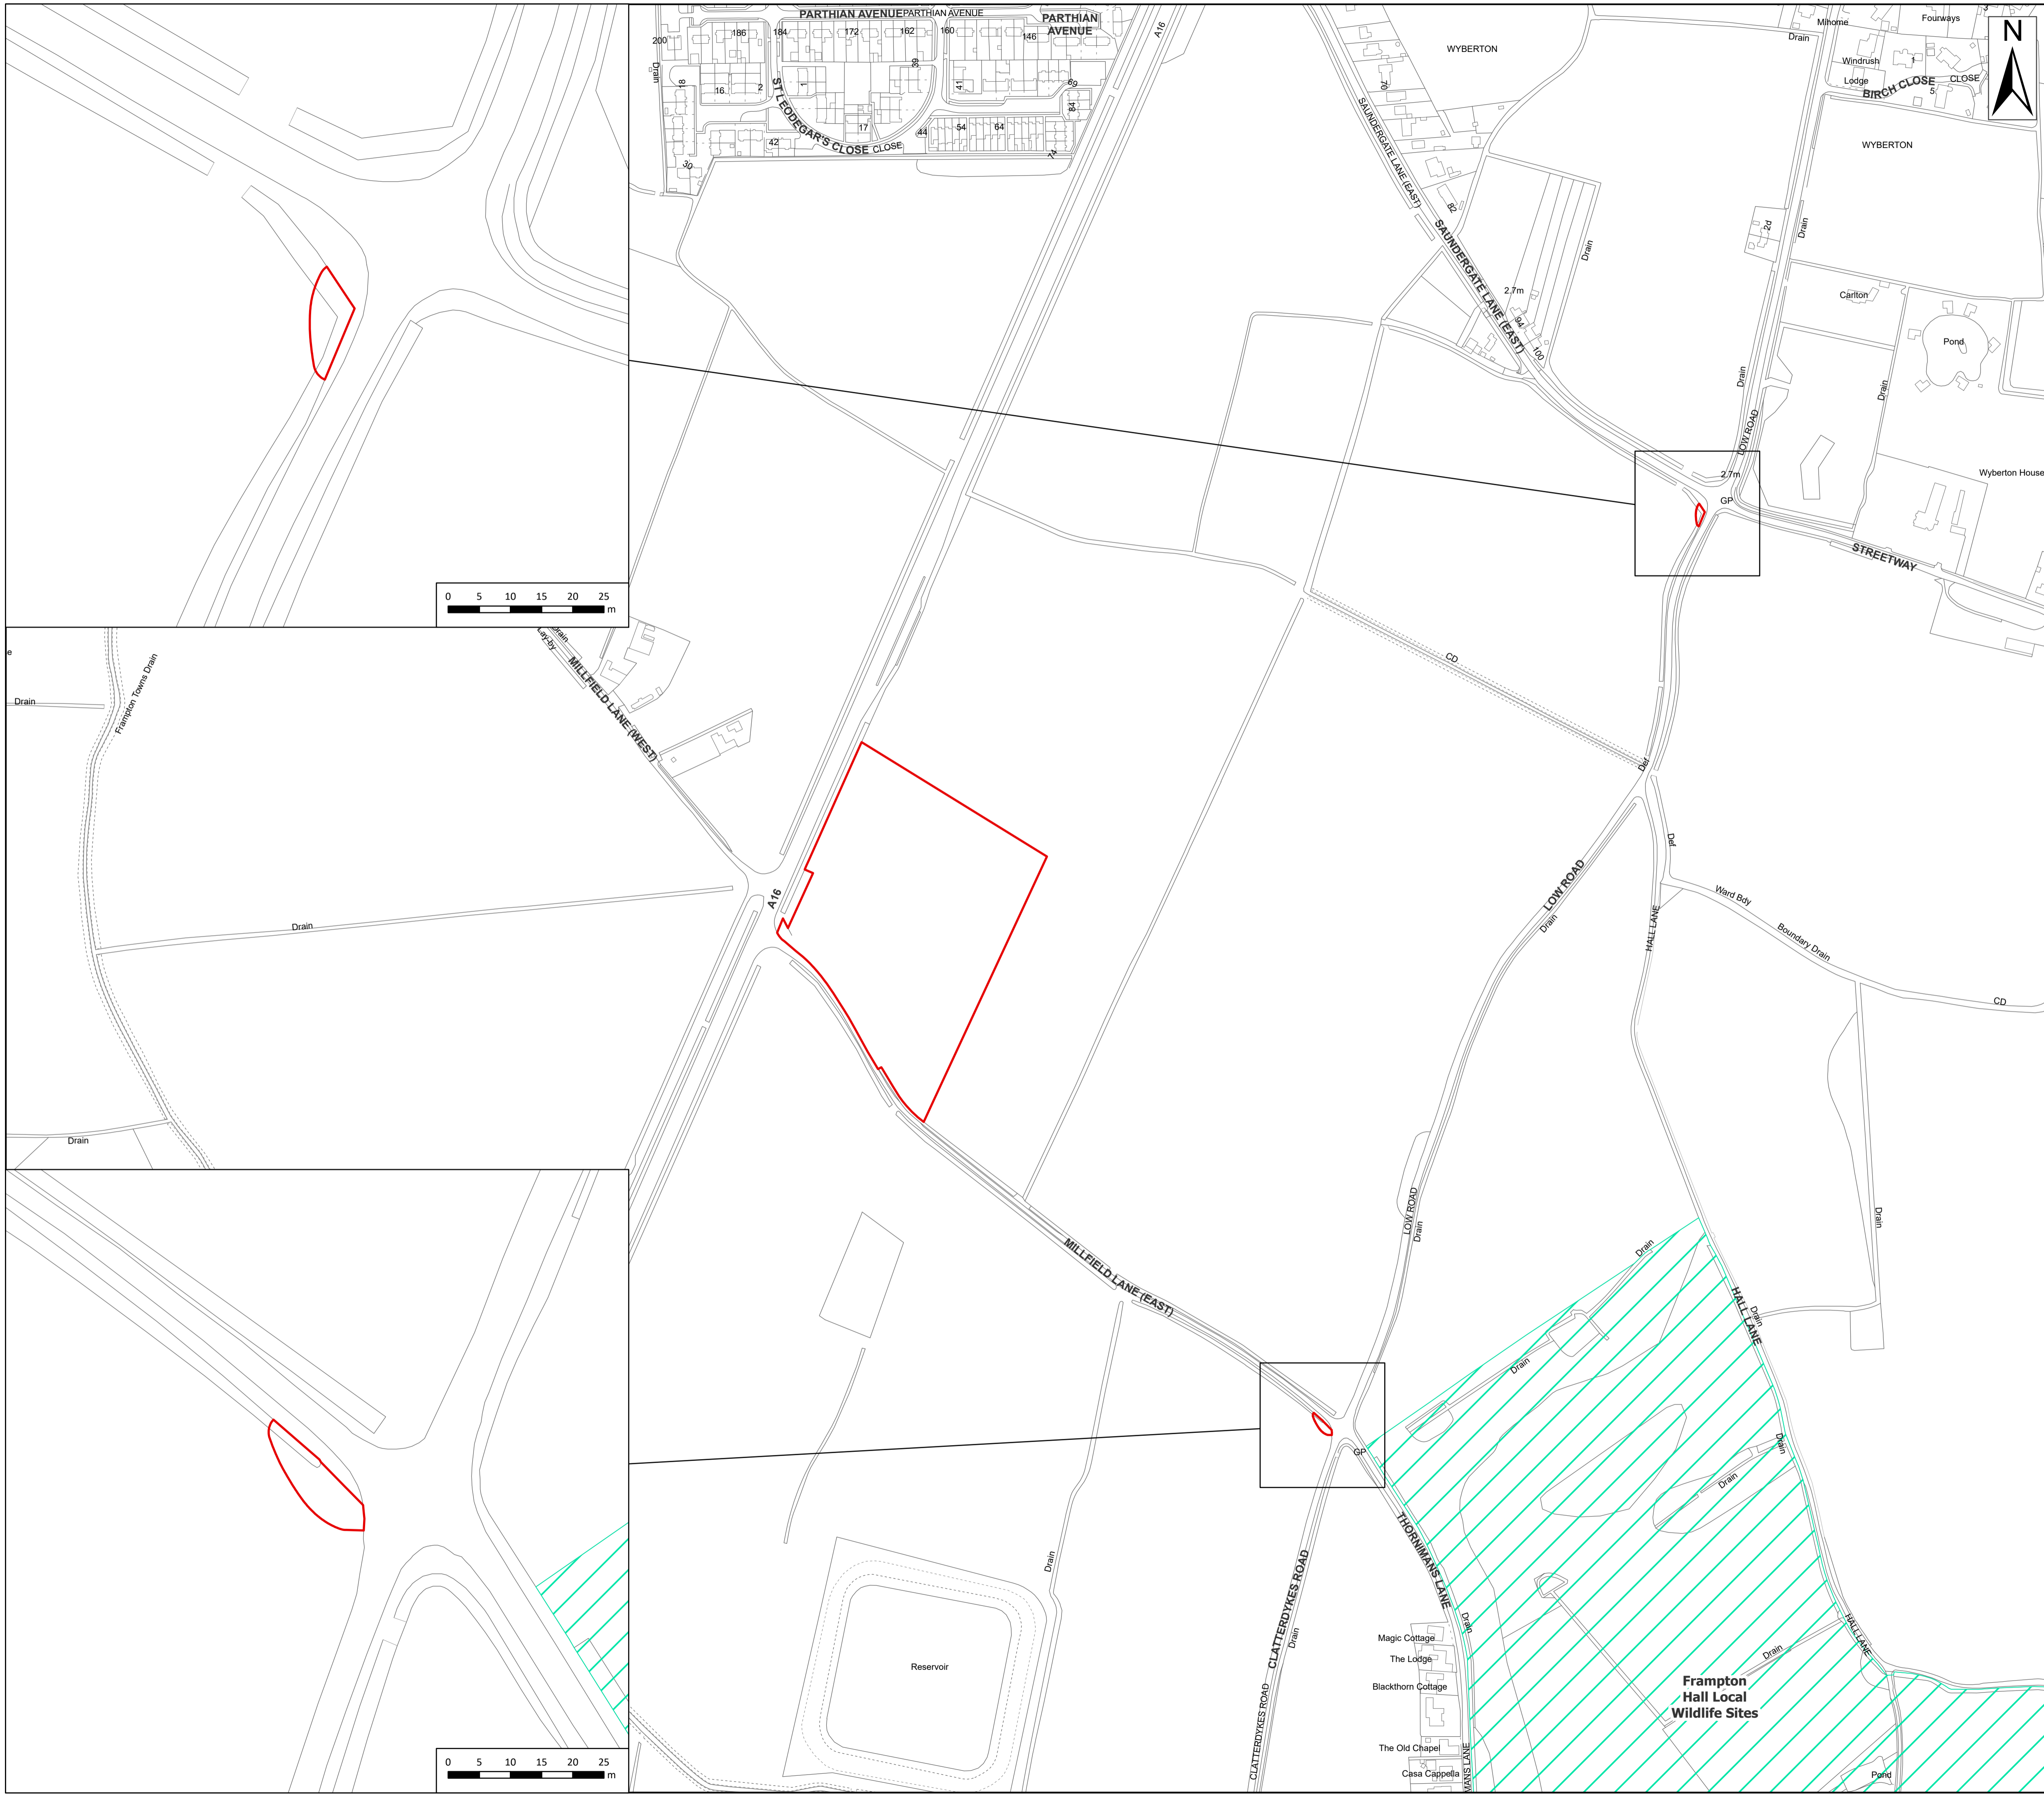 PARTHIAN AVENUE
PARTHIAN AVENUE
PARTHIAN
AVENUE
A16
200
186
184
172
162
160
146
Drain
18
16
2
1
39
41
69
84
17
44
54
64
74
42
30
ST LEODEGAR'S CLOSE
CLOSE
WYBERTON
70
SAUNDERGATE LANE (EAST)
82
SAUNDERGATE LANE (EAST)
Drain
2.7m
94
100
Mihome
Fourways
3
Drain
Windrush
1
Lodge
CLOSE
BIRCH CLOSE
5
N
WYBERTON
2d
Drain
Carlton
Pond
Drain
Drain
LOW ROAD
2.7m
GP
Wyberton House
STREETWAY
0 5 10 15 20 25
m
e
Drain
Frampton Towns Drain
Drain
Lay-by
MILLFIELD LANE (WEST)
CD
Def
Def
A16
Drain
LOW ROAD
Drain
HALL LANE
Ward Bdy
Boundary Drain
CD
Drain
LOW ROAD
Drain
Drain
Drain
MILLFIELD LANE (EAST)
HALL LANE
Drain
Drain
GP
Drain
Drain
THORNIMANS LANE
Drain
CLATTERDYKES ROAD
Drain
Drain
HALL LANE
Magic Cottage
The Lodge
Blackthorn Cottage
Drain
Reservoir
Frampton
Hall Local
Wildlife Sites
CLATTERDYKES ROAD
The Old Chapel
Casa Cappella
MANS LANE
Pond
0 5 10 15 20 25
m